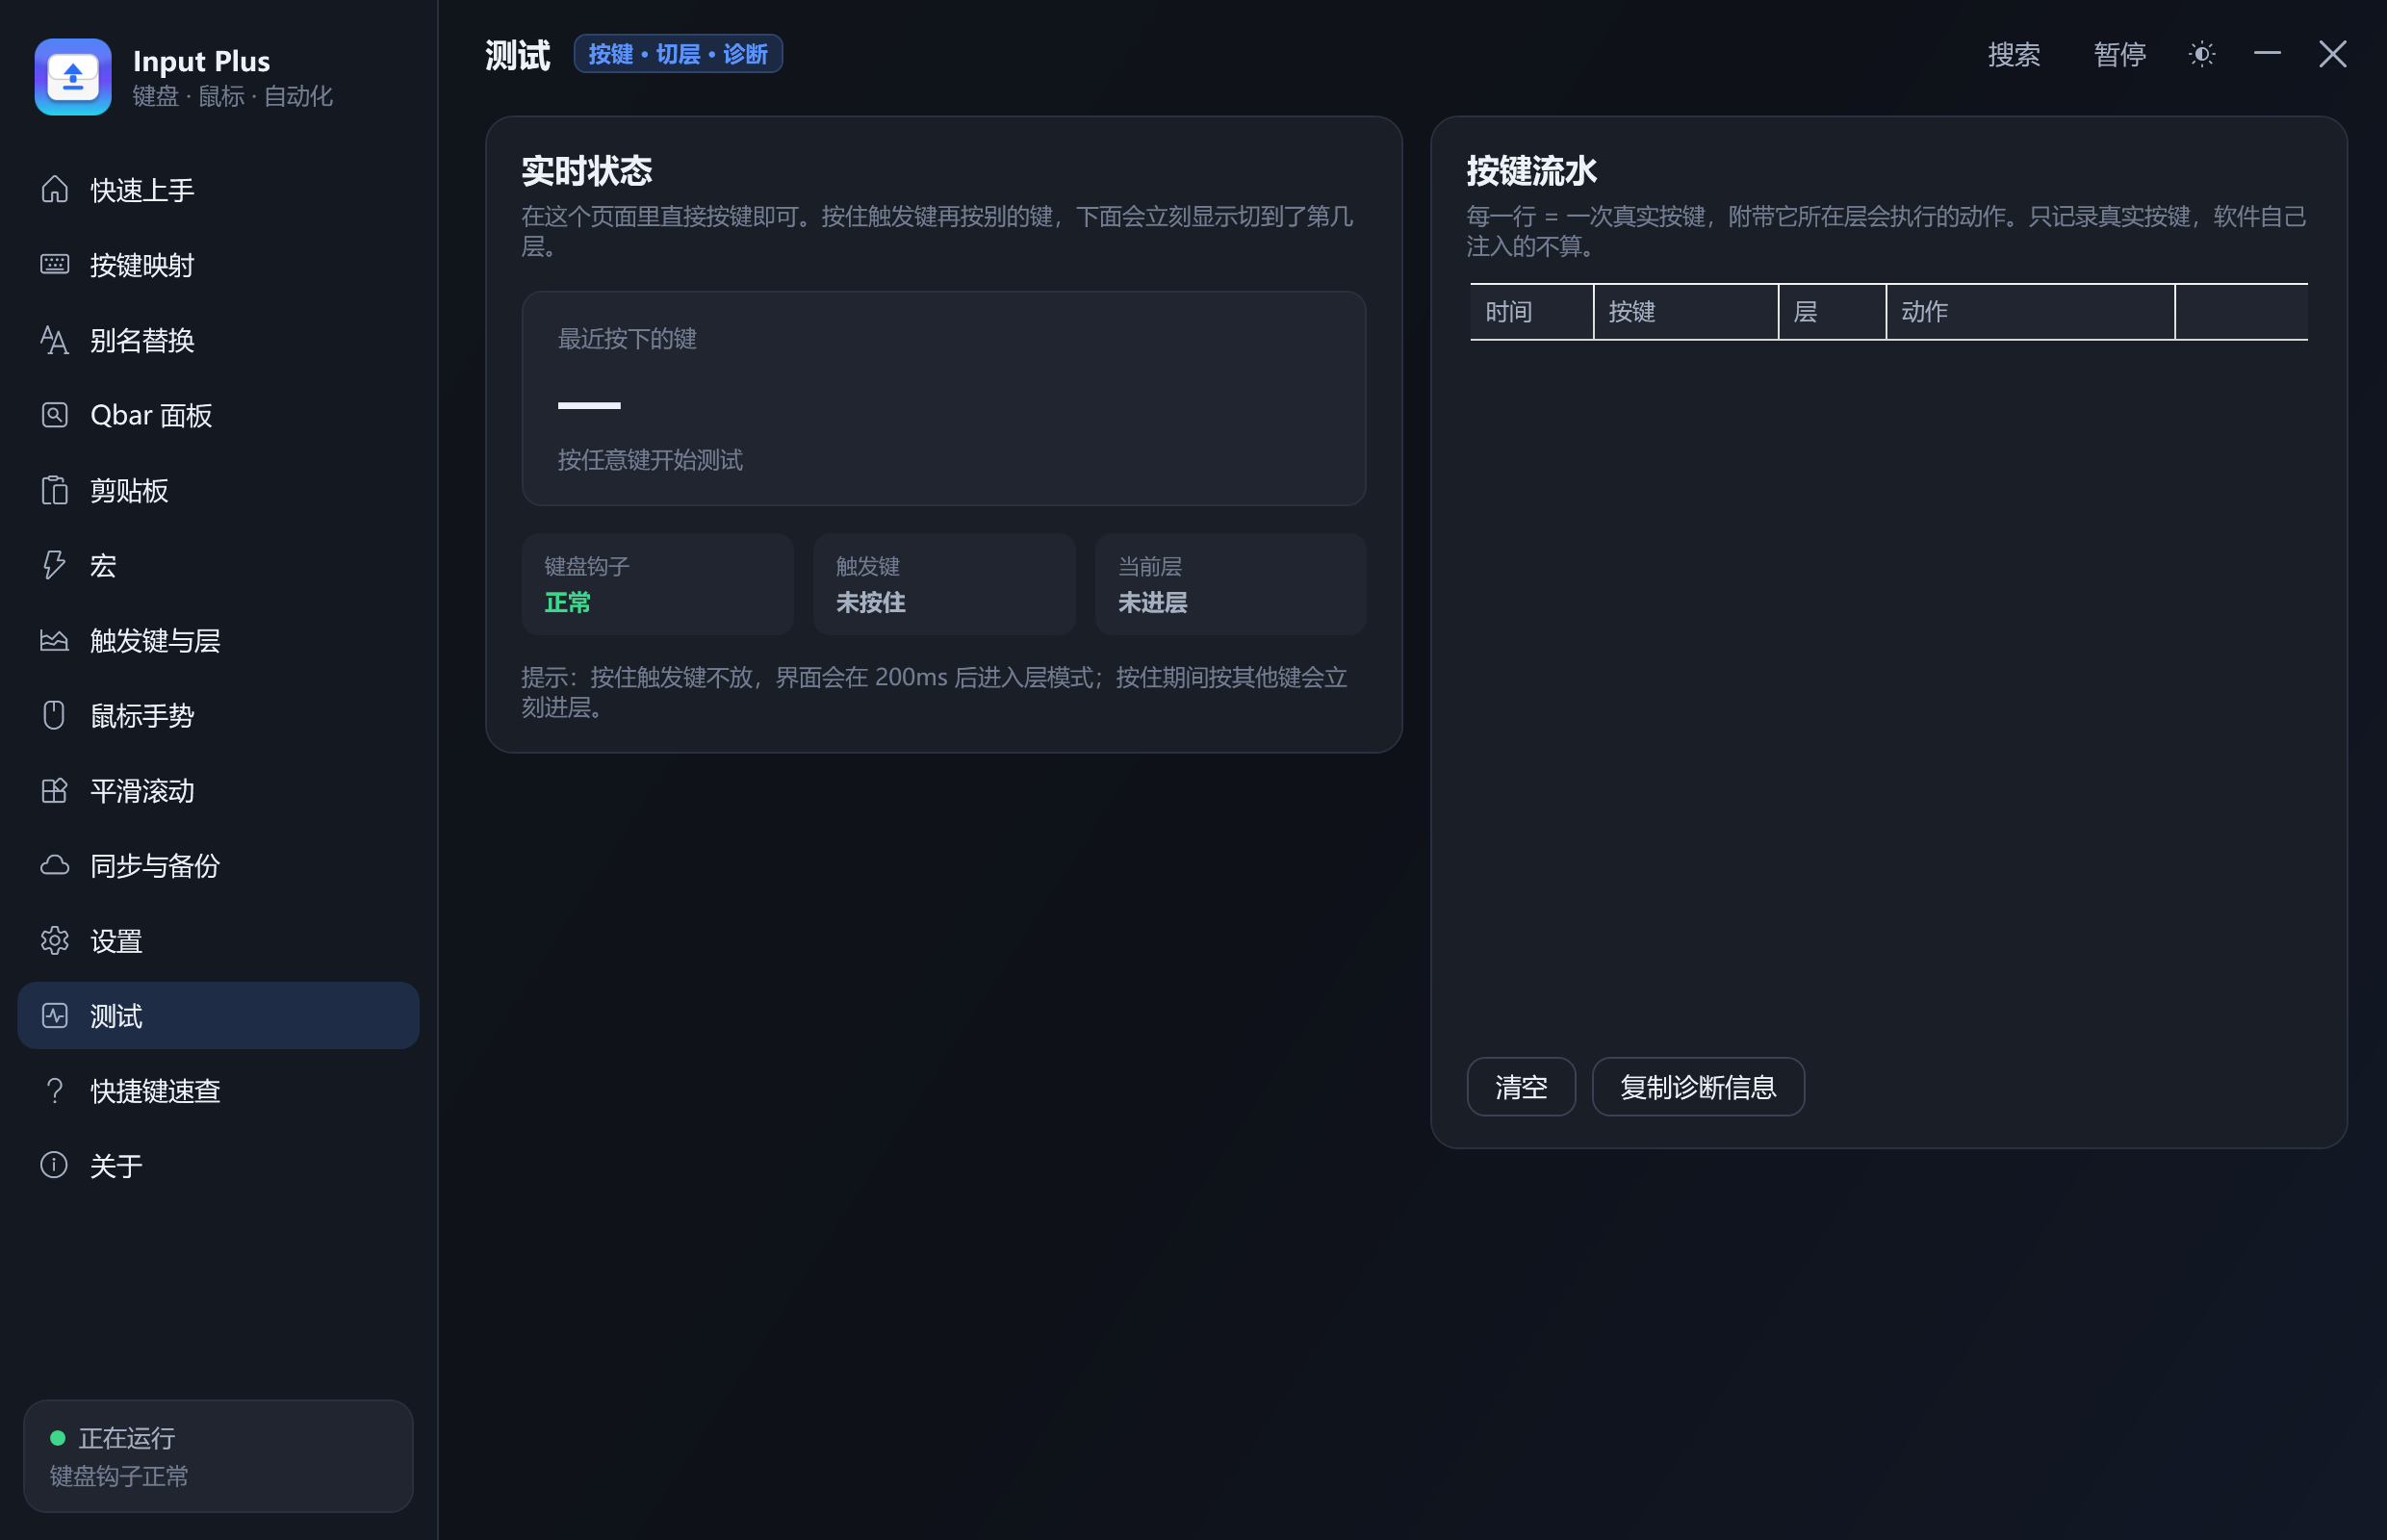 Input Plus
键盘 · 鼠标 · 自动化
快速上手
按键映射
别名替换
Qbar 面板
剪贴板
宏
触发键与层
鼠标手势
平滑滚动
同步与备份
设置
测试
快捷键速查
关于
正在运行
键盘钩子正常
测试
按键 • 切层 • 诊断
搜索
暂停
实时状态
在这个页面里直接按键即可。按住触发键再按别的键，下面会立刻显示切到了第几
层。
最近按下的键
—
按任意键开始测试
键盘钩子
正常
触发键
未按住
当前层
未进层
提示：按住触发键不放，界面会在 200ms 后进入层模式；按住期间按其他键会立
刻进层。
按键流水
每一行 = 一次真实按键，附带它所在层会执行的动作。只记录真实按键，软件自己
注入的不算。
时间 按键 层 动作
清空
复制诊断信息